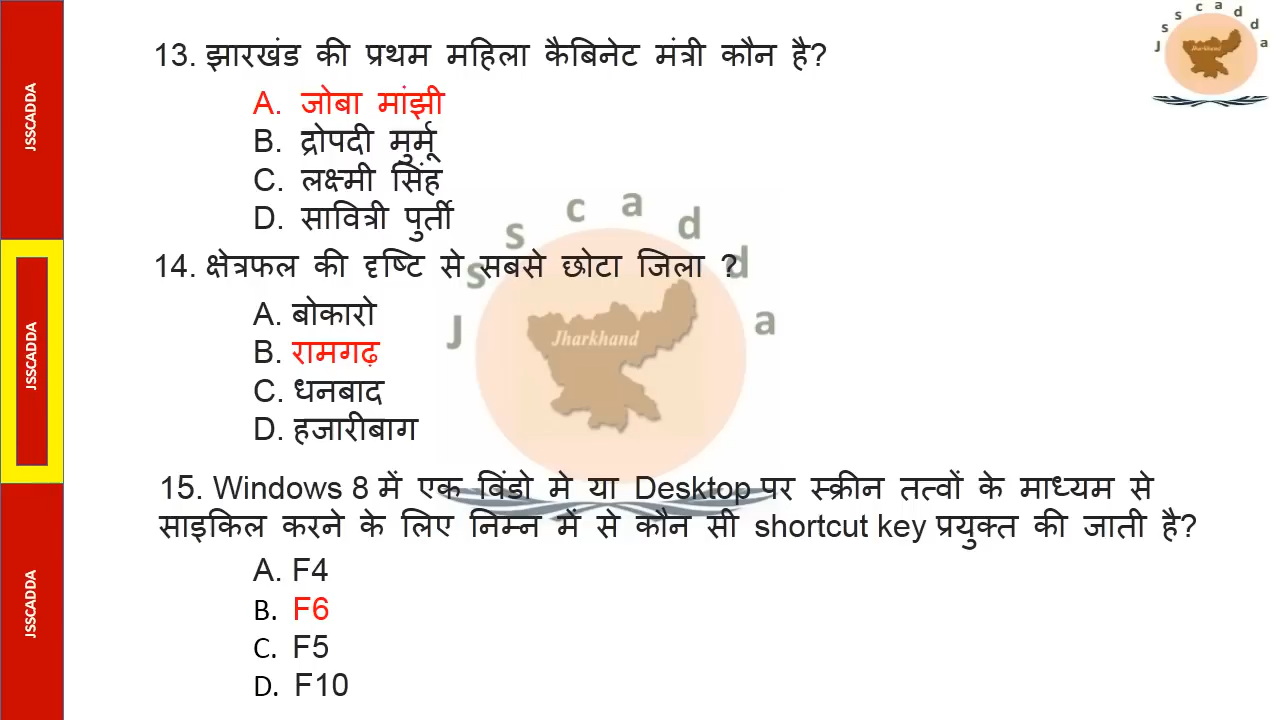 JSSCADDA
JSSCADDA
JSSCADDA
Jsscadda
Jharkhand
13. झारखंड की प्रथम महिला कैबिनेट मंत्री कौन है?
A. जोबा मांझी
B. द्रोपदी मुर्मू
C. लक्ष्मी सिंह
D. सावित्री पुर्ती
14. क्षेत्रफल की दृष्टि से सबसे छोटा जिला ?
A. बोकारो
B. रामगढ़
C. धनबाद
D. हजारीबाग
Jsscadda
Jharkhand
15. Windows 8 में एक बिंडो मे या Desktop पर स्क्रीन तत्वों के माध्यम से
साइकिल करने के लिए निम्न में से कौन सी shortcut key प्रयुक्त की जाती है?
A. F4
B. F6
C. F5
D. F10